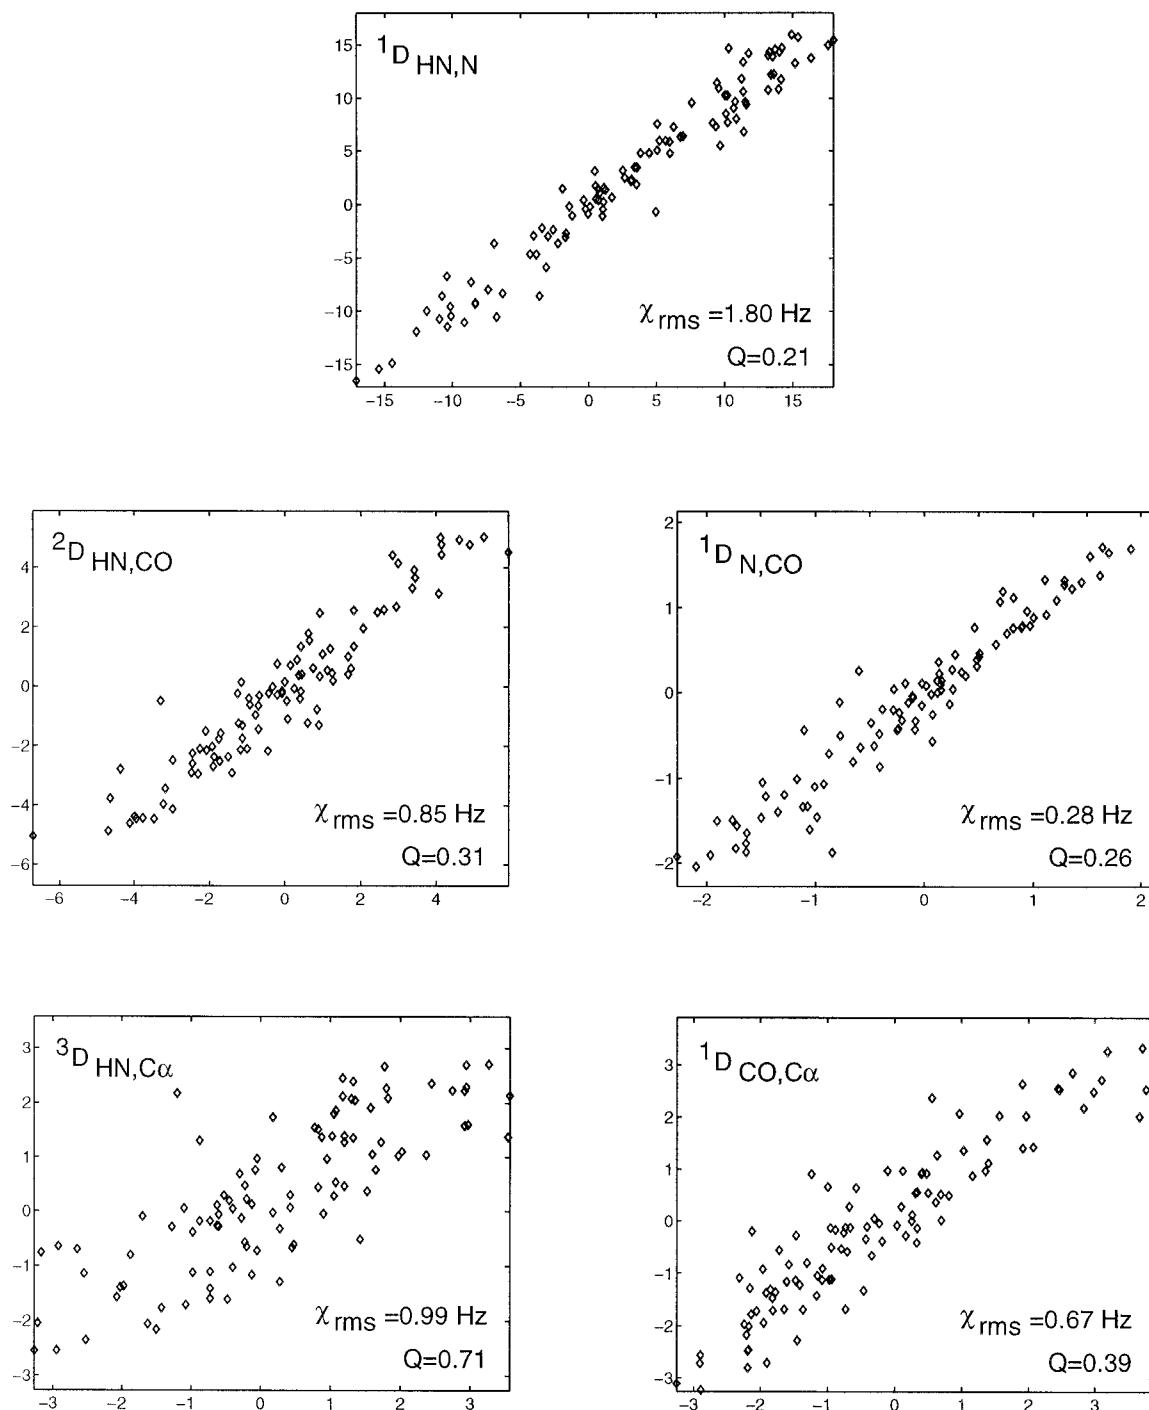 ¹D HN,N
15
10
5
0
−5
−10
−15
χrms =1.80 Hz
Q=0.21
−15 −10 −5 0 5 10 15
²D HN,CO
4
2
0
−2
−4
−6
χrms =0.85 Hz
Q=0.31
−6 −4 −2 0 2 4
¹D N,CO
2
1
0
−1
−2
χrms =0.28 Hz
Q=0.26
−2 −1 0 1 2
³D HN,Cα
3
2
1
0
−1
−2
−3
χrms =0.99 Hz
Q=0.71
−3 −2 −1 0 1 2 3
¹D CO,Cα
3
2
1
0
−1
−2
−3
χrms =0.67 Hz
Q=0.39
−3 −2 −1 0 1 2 3